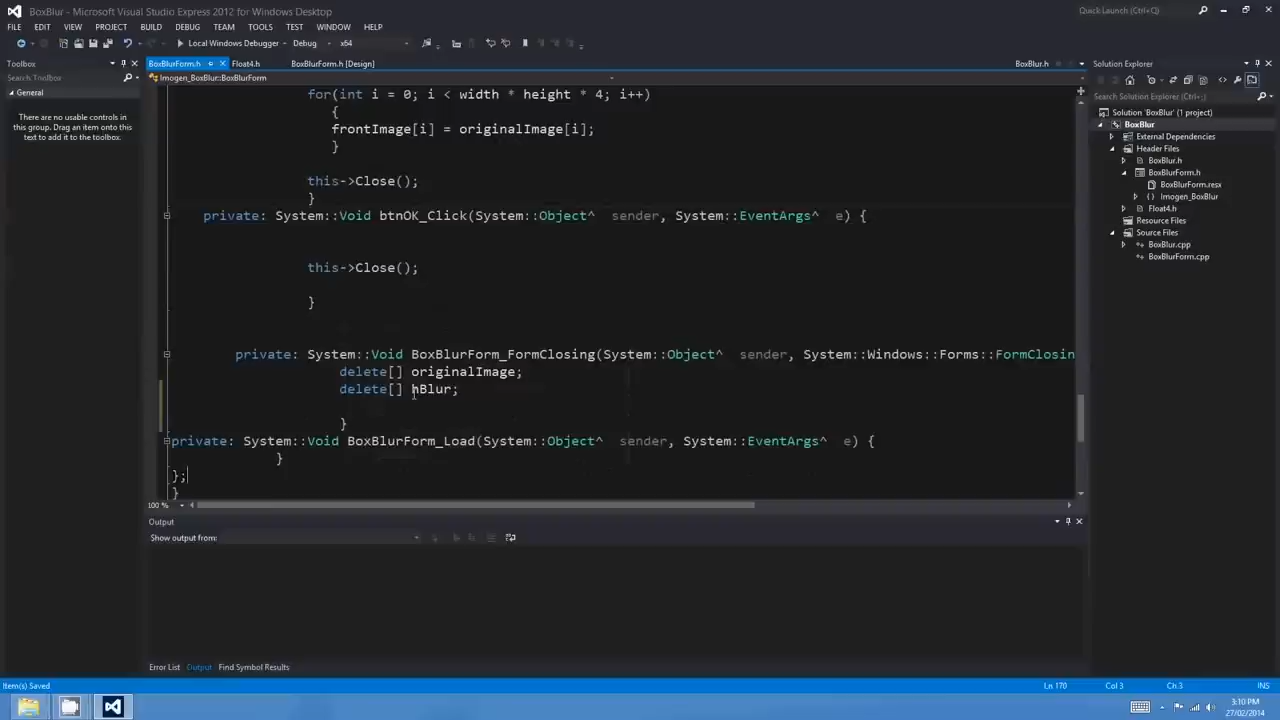 BoxBlur - Microsoft Visual Studio Express 2012 for Windows Desktop
Quick Launch (Ctrl+Q)
FILE EDIT VIEW PROJECT BUILD DEBUG TEAM TOOLS TEST WINDOW HELP
Local Windows Debugger Debug x64
Toolbox
Search Toolbox
General
There are no usable controls in
this group. Drag an item onto this
text to add it to the toolbox.
BoxBlurForm.h Float4.h BoxBlurForm.h [Design] BoxBlur.h
Imogen_BoxBlur::BoxBlurForm
for(int i = 0; i < width * height * 4; i++)
{
frontImage[i] = originalImage[i];
}
this->Close();
}
private: System::Void btnOK_Click(System::Object^ sender, System::EventArgs^ e) {
this->Close();
}
private: System::Void BoxBlurForm_FormClosing(System::Object^ sender, System::Windows::Forms::FormClosin
delete[] originalImage;
delete[] hBlur;
}
private: System::Void BoxBlurForm_Load(System::Object^ sender, System::EventArgs^ e) {
}
};
}
100 %
Output
Show output from:
Error List Output Find Symbol Results
Solution Explorer
Search Solution Explorer (Ctrl+;)
Solution 'BoxBlur' (1 project)
BoxBlur
External Dependencies
Header Files
BoxBlur.h
BoxBlurForm.h
BoxBlurForm.resx
Imogen_BoxBlur
Float4.h
Resource Files
Source Files
BoxBlur.cpp
BoxBlurForm.cpp
Item(s) Saved Ln 170 Col 3 Ch 3 INS
3:10 PM
27/02/2014